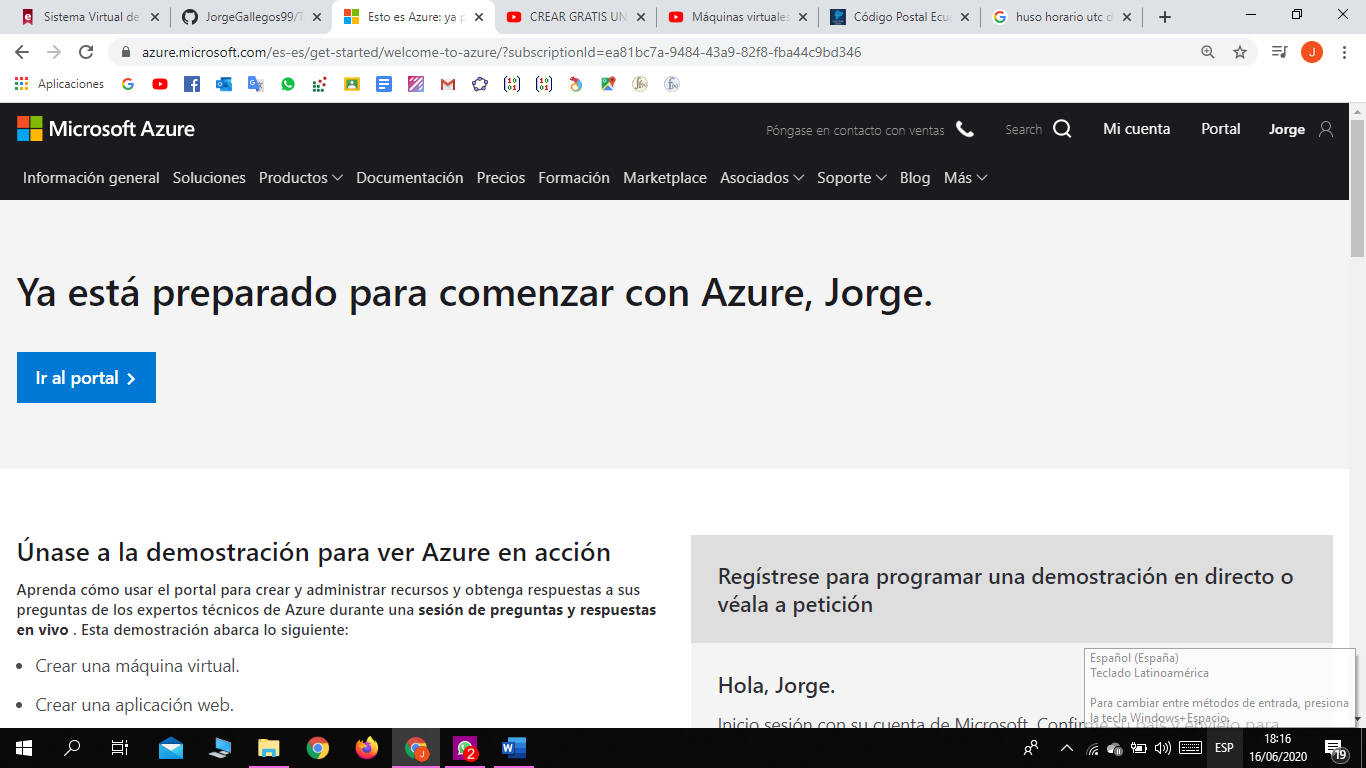 Sistema Virtual de
JorgeGallegos99/T
Esto es Azure: ya p
CREAR GRATIS UN
Máquinas virtuales
Código Postal Ecua
huso horario utc d
azure.microsoft.com/es-es/get-started/welcome-to-azure/?subscriptionId=ea81bc7a-9484-43a9-82f8-fba44c9bd346
J
Aplicaciones
Microsoft Azure
Póngase en contacto con ventas
Search
Mi cuenta
Portal
Jorge
Información general Soluciones Productos Documentación Precios Formación Marketplace Asociados Soporte Blog Más
Ya está preparado para comenzar con Azure, Jorge.
Ir al portal
Únase a la demostración para ver Azure en acción
Aprenda cómo usar el portal para crear y administrar recursos y obtenga respuestas a sus
preguntas de los expertos técnicos de Azure durante una sesión de preguntas y respuestas
en vivo . Esta demostración abarca lo siguiente:
• Crear una máquina virtual.
• Crear una aplicación web.
Regístrese para programar una demostración en directo o
véala a petición
Hola, Jorge.
Inicio sesión con su cuenta de Microsoft. Confirme su país y envíelo para
Español (España)
Teclado Latinoamérica
Para cambiar entre métodos de entrada, presiona
la tecla Windows+Espacio.
J
2
ESP
18:16
16/06/2020
19